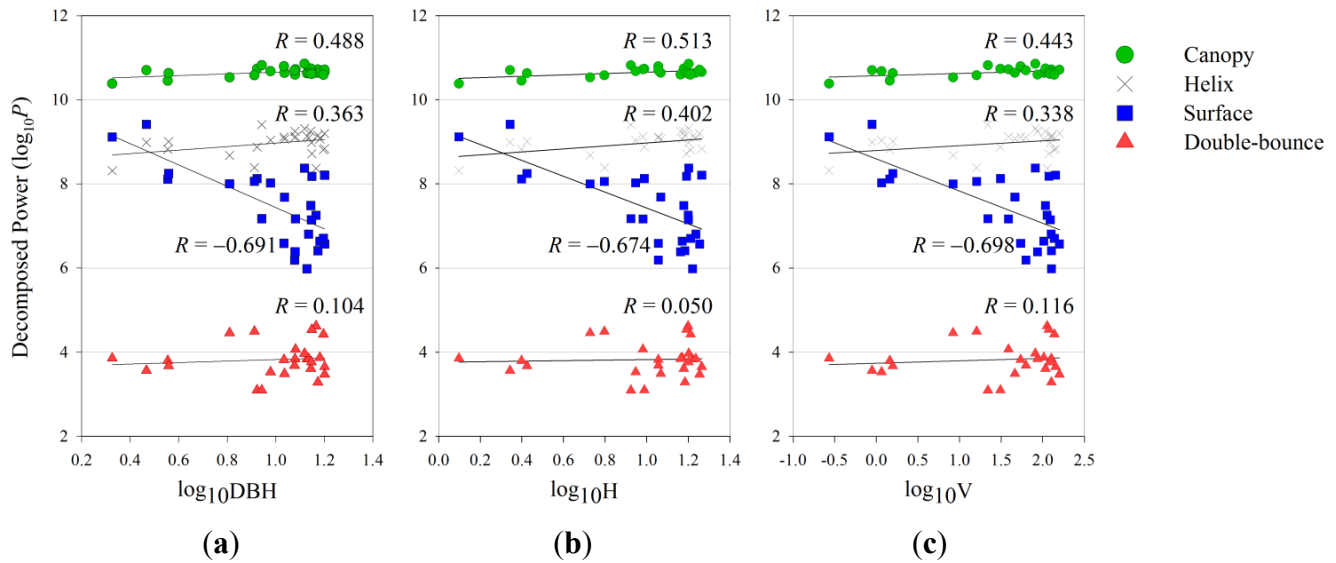 Decomposed Power (log₁₀P)
12
10
8
6
4
2
R = 0.488
R = 0.363
R = –0.691
R = 0.104
0.2 0.4 0.6 0.8 1.0 1.2 1.4
log₁₀DBH
(a)
12
10
8
6
4
2
R = 0.513
R = 0.402
R = –0.674
R = 0.050
0.0 0.2 0.4 0.6 0.8 1.0 1.2 1.4
log₁₀H
(b)
12
10
8
6
4
2
R = 0.443
R = 0.338
R = –0.698
R = 0.116
-1.0 -0.5 0.0 0.5 1.0 1.5 2.0 2.5
log₁₀V
(c)
Canopy
Helix
Surface
Double-bounce